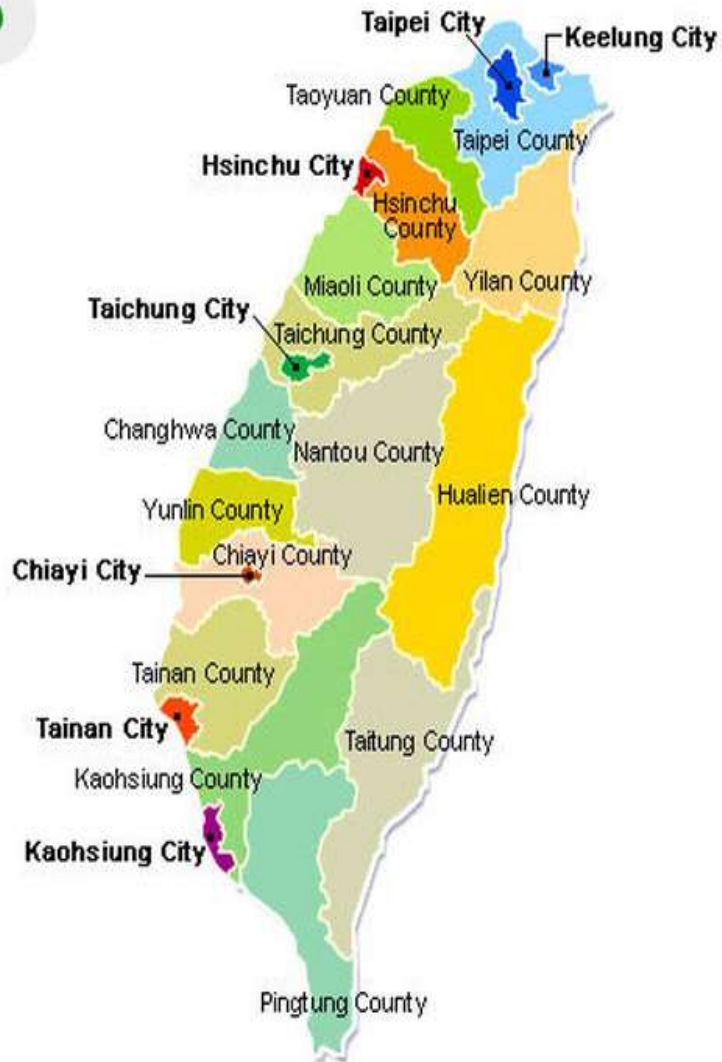 Taipei City
Keelung City
Taoyuan County
Taipei County
Hsinchu City
Hsinchu
County
Miaoli County
Yilan County
Taichung City
Taichung County
Changhwa County
Nantou County
Hualien County
Yunlin County
Chiayi County
Chiayi City
Tainan County
Tainan City
Taitung County
Kaohsiung County
Kaohsiung City
Pingtung County